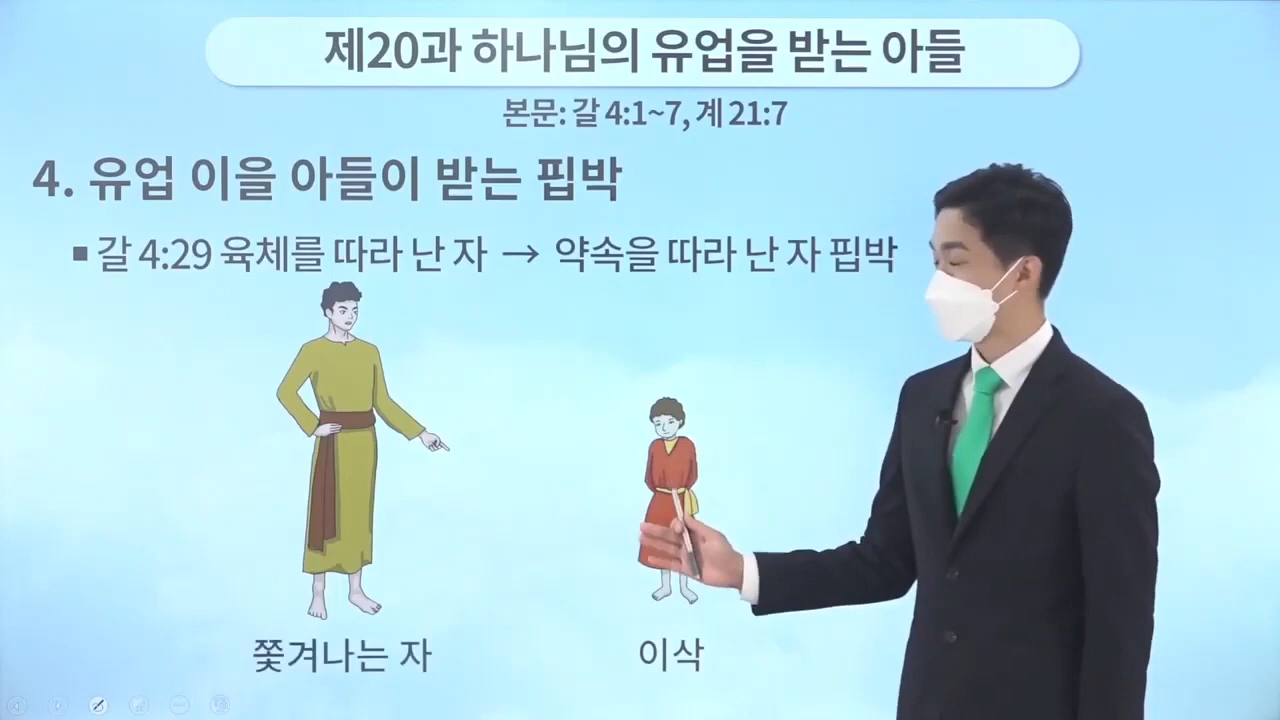 제20과 하나님의 유업을 받는 아들
본문: 갈 4:1~7, 계 21:7
4. 유업 이을 아들이 받는 핍박
■ 갈 4:29 육체를 따라 난 자 → 약속을 따라 난 자 핍박
쫓겨나는 자
이삭